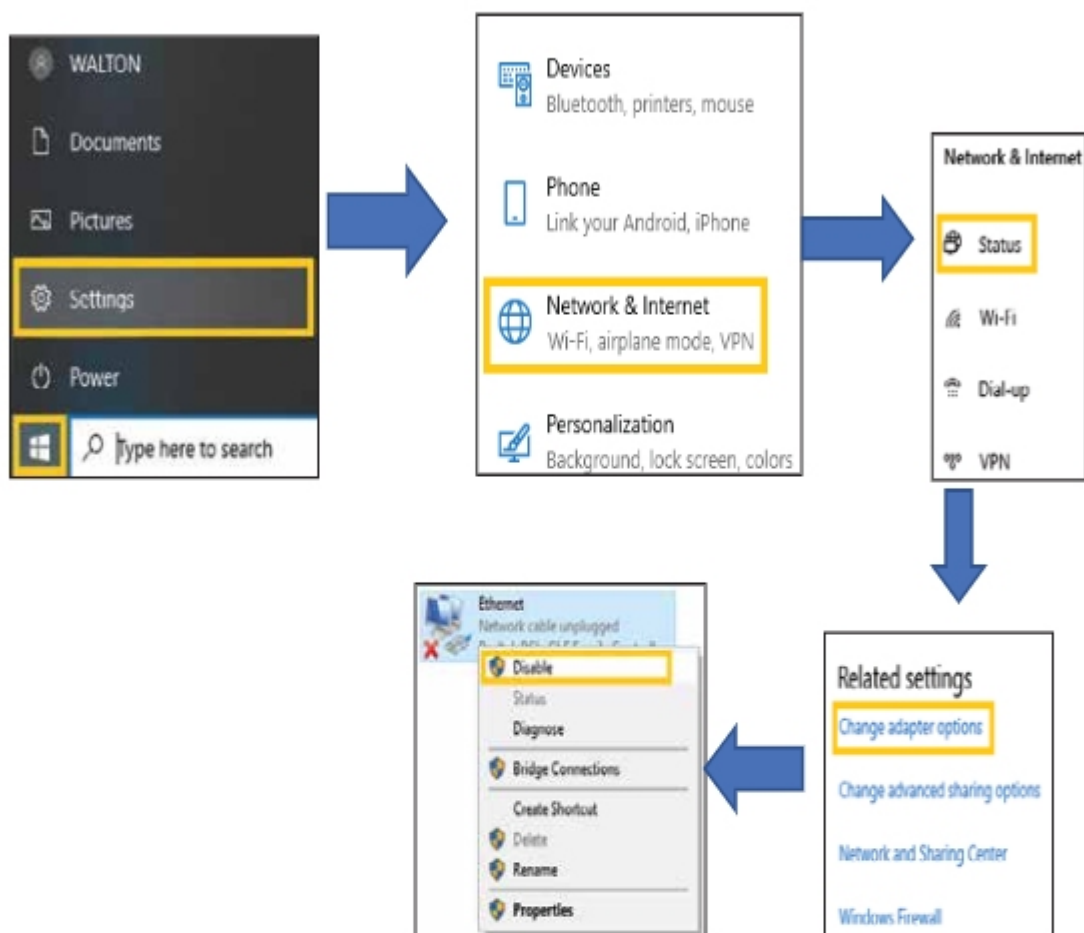 WALTON
Documents
Pictures
Settings
Power
Type here to search
Devices
Bluetooth, printers, mouse
Phone
Link your Android, iPhone
Network & Internet
Wi-Fi, airplane mode, VPN
Personalization
Background, lock screen, colors
Network & Internet
Status
Wi-Fi
Dial-up
VPN
Related settings
Change adapter options
Change advanced sharing options
Network and Sharing Center
Windows Firewall
Ethernet
Network cable unplugged
Disable
Status
Diagnose
Bridge Connections
Create Shortcut
Delete
Rename
Properties